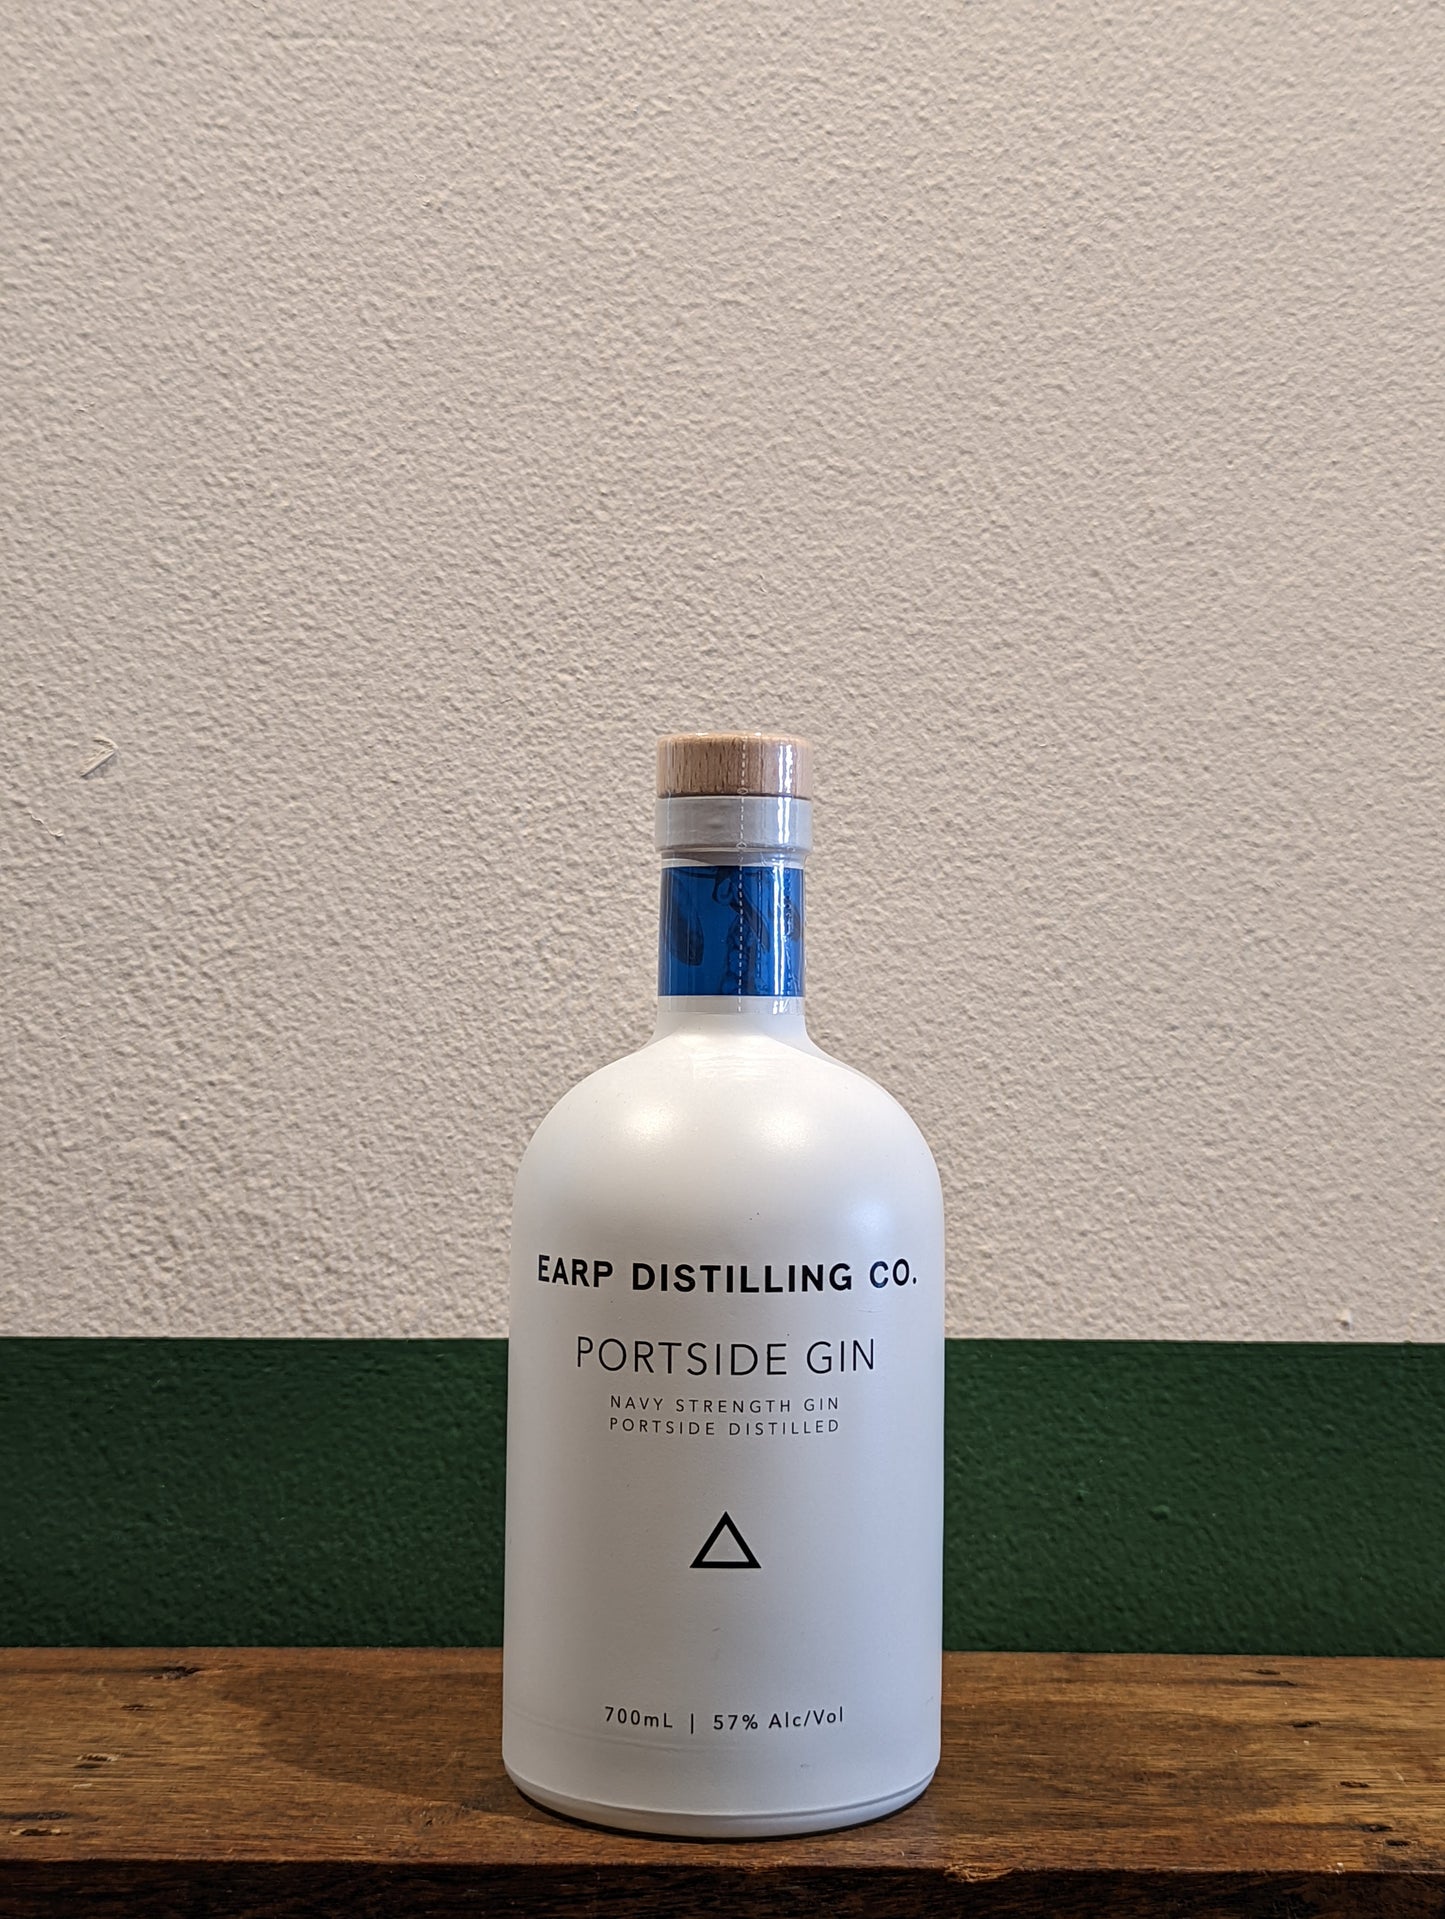 EARP DISTILLING CO.
PORTSIDE GIN
NAVY STRENGTH GIN
PORTSIDE DISTILLED
700mL | 57% Alc/Vol